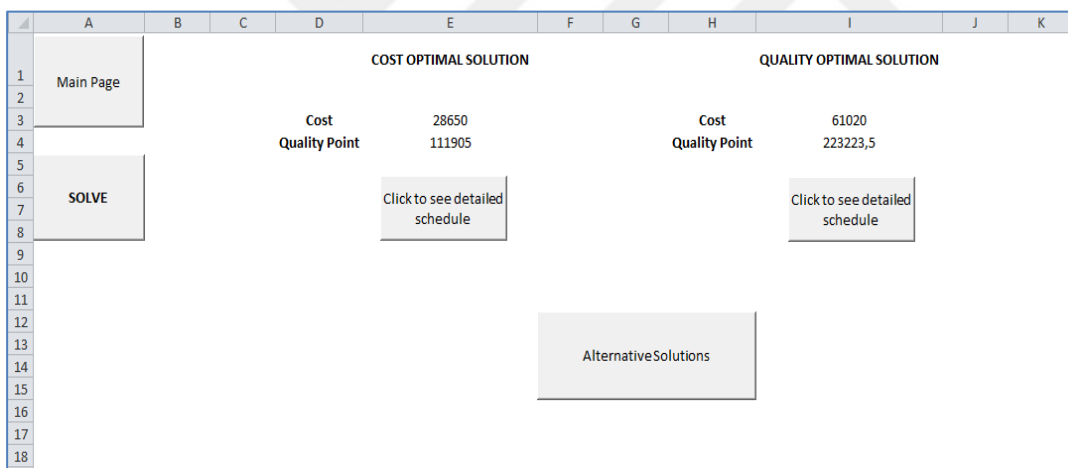 A B C D E F G H I J K
1 Main Page COST OPTIMAL SOLUTION QUALITY OPTIMAL SOLUTION
2
3 Cost 28650 Cost 61020
4 Quality Point 111905 Quality Point 223223,5
5
6 SOLVE Click to see detailed Click to see detailed
7 schedule schedule
8
9
10
11
12
13 Alternative Solutions
14
15
16
17
18